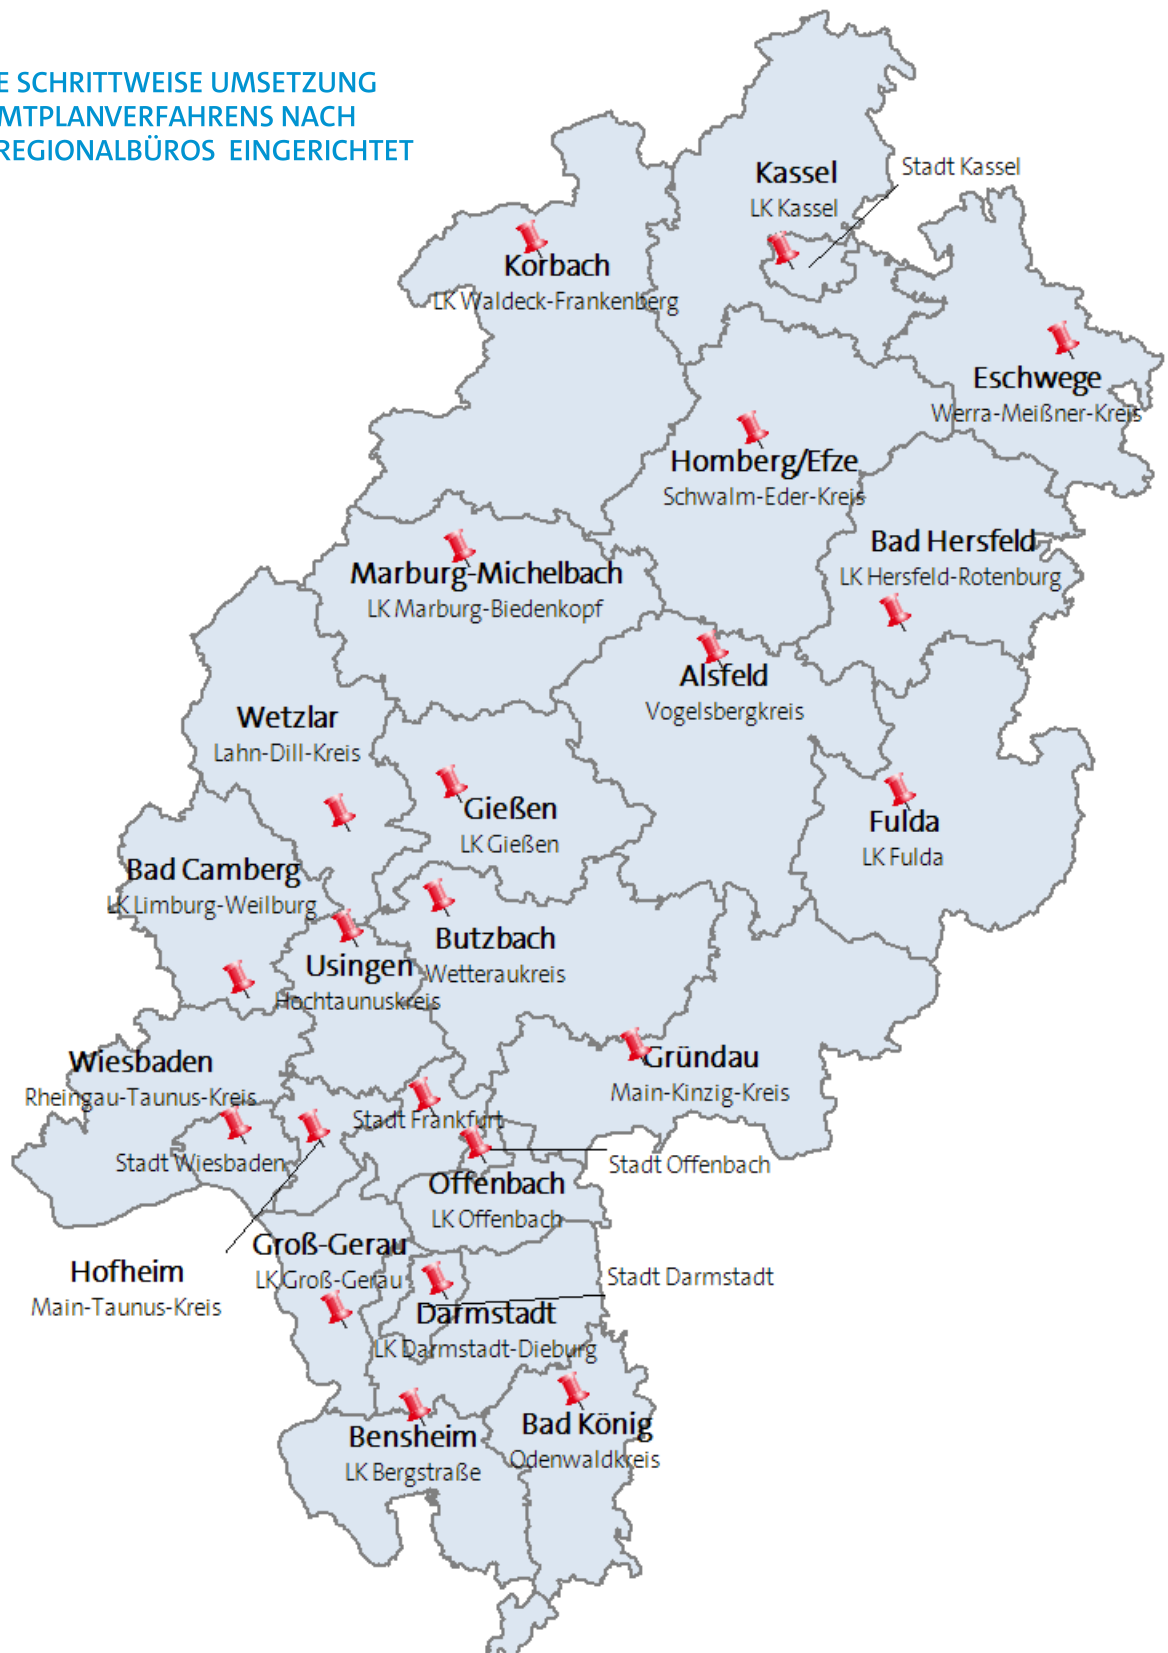 E SCHRITTWEISE UMSETZUNG
MTPLANVERFAHRENS NACH
REGIONALBÜROS EINGERICHTET
Kassel
LK Kassel
Stadt Kassel
Korbach
LK Waldeck-Frankenberg
Eschwege
Werra-Meißner-Kreis
Homberg/Efze
Schwalm-Eder-Kreis
Bad Hersfeld
LK Hersfeld-Rotenburg
Marburg-Michelbach
LK Marburg-Biedenkopf
Alsfeld
Vogelsbergkreis
Wetzlar
Lahn-Dill-Kreis
Gießen
LK Gießen
Fulda
LK Fulda
Bad Camberg
LK Limburg-Weilburg
Butzbach
Wetteraukreis
Usingen
Hochtaunuskreis
Gründau
Main-Kinzig-Kreis
Wiesbaden
Rheingau-Taunus-Kreis
Stadt Frankfurt
Stadt Wiesbaden
Stadt Offenbach
Offenbach
LK Offenbach
Groß-Gerau
LK Groß-Gerau
Hofheim
Main-Taunus-Kreis
Stadt Darmstadt
Darmstadt
LK Darmstadt-Dieburg
Bad König
Odenwaldkreis
Bensheim
LK Bergstraße